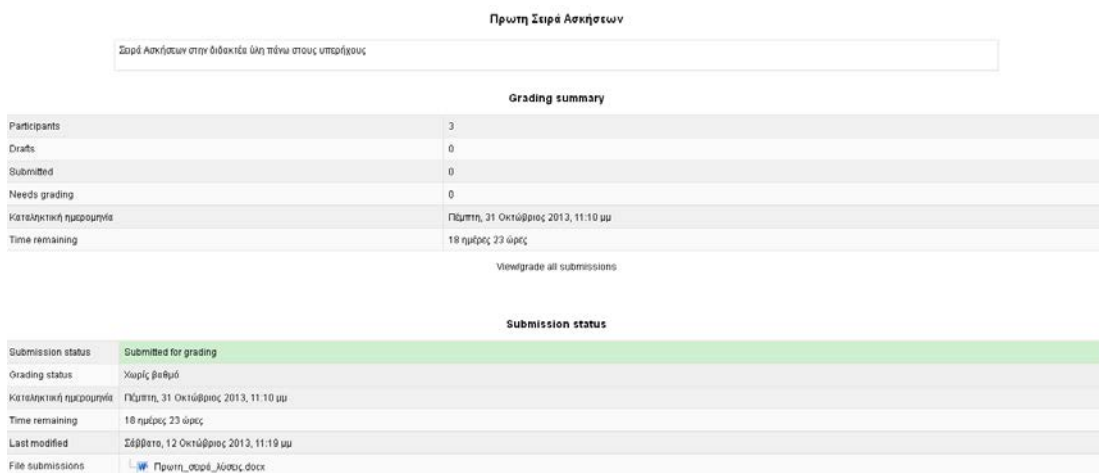 Πρωτη Σειρά Ασκήσεων
Σειρά Ασκήσεων στην διδακτέα ύλη πάνω στους υπερήχους
Grading summary
Participants 3
Drafts 0
Submitted 0
Needs grading 0
Καταληκτική ημερομηνία Πέμπτη, 31 Οκτώβριος 2013, 11:10 μμ
Time remaining 18 ημέρες 23 ώρες
View/grade all submissions
Submission status
Submission status Submitted for grading
Grading status Χωρίς βαθμό
Καταληκτική ημερομηνία Πέμπτη, 31 Οκτώβριος 2013, 11:10 μμ
Time remaining 18 ημέρες 23 ώρες
Last modified Σάββατο, 12 Οκτώβριος 2013, 11:19 μμ
File submissions Πρωτη_σειρά_λύσεις.docx